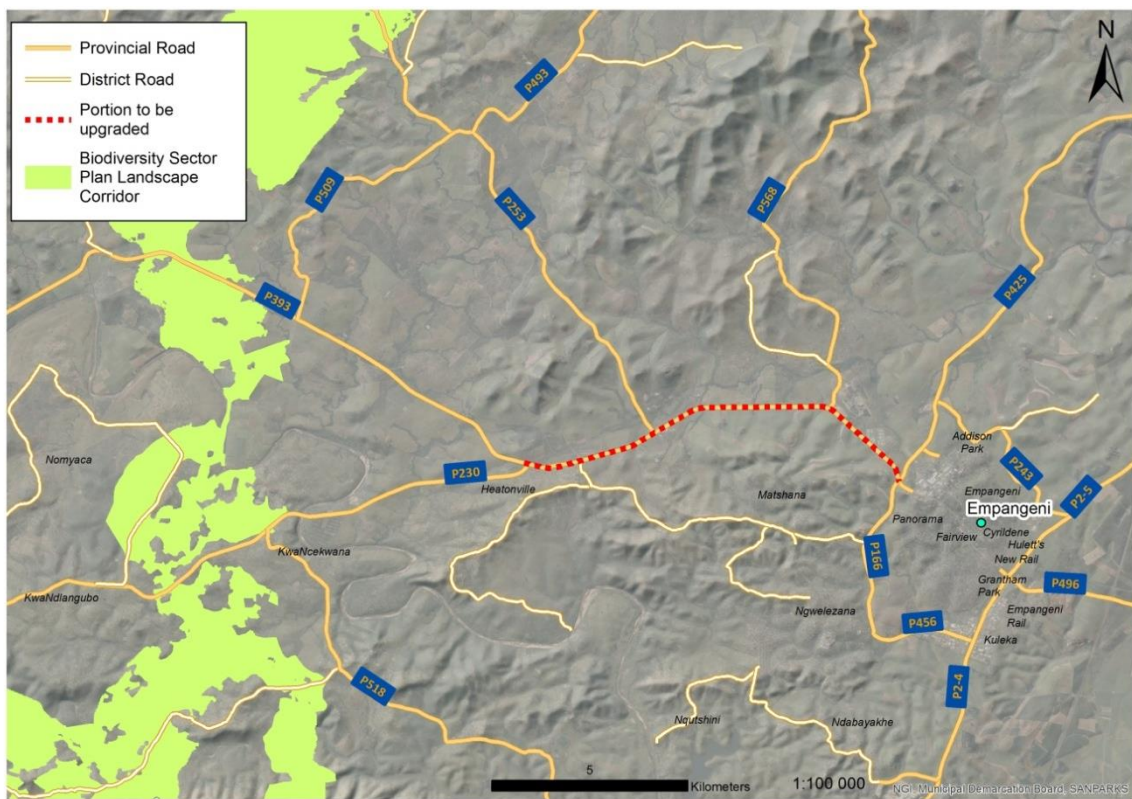 Provincial Road
District Road
Portion to be
upgraded
Biodiversity Sector
Plan Landscape
Corridor
N
P493
P509
P253
P568
P393
P425
Nomyaca
Addison
Park
P243
P230
Heatonville
Matshana
Empangeni
P2-5
Empangeni
Panorama
Cyrildene
Fairview
Hulett's
KwaNcekwana
P166
New Rail
KwaNdlangubo
Grantham
Park
P496
Ngwelezana
P456
Empangeni
Rail
Kuleka
P518
P2-4
Nqutshini
Ndabayakhe
5
Kilometers
1:100 000
NGI, Municipal Demarcation Board, SANPARKS